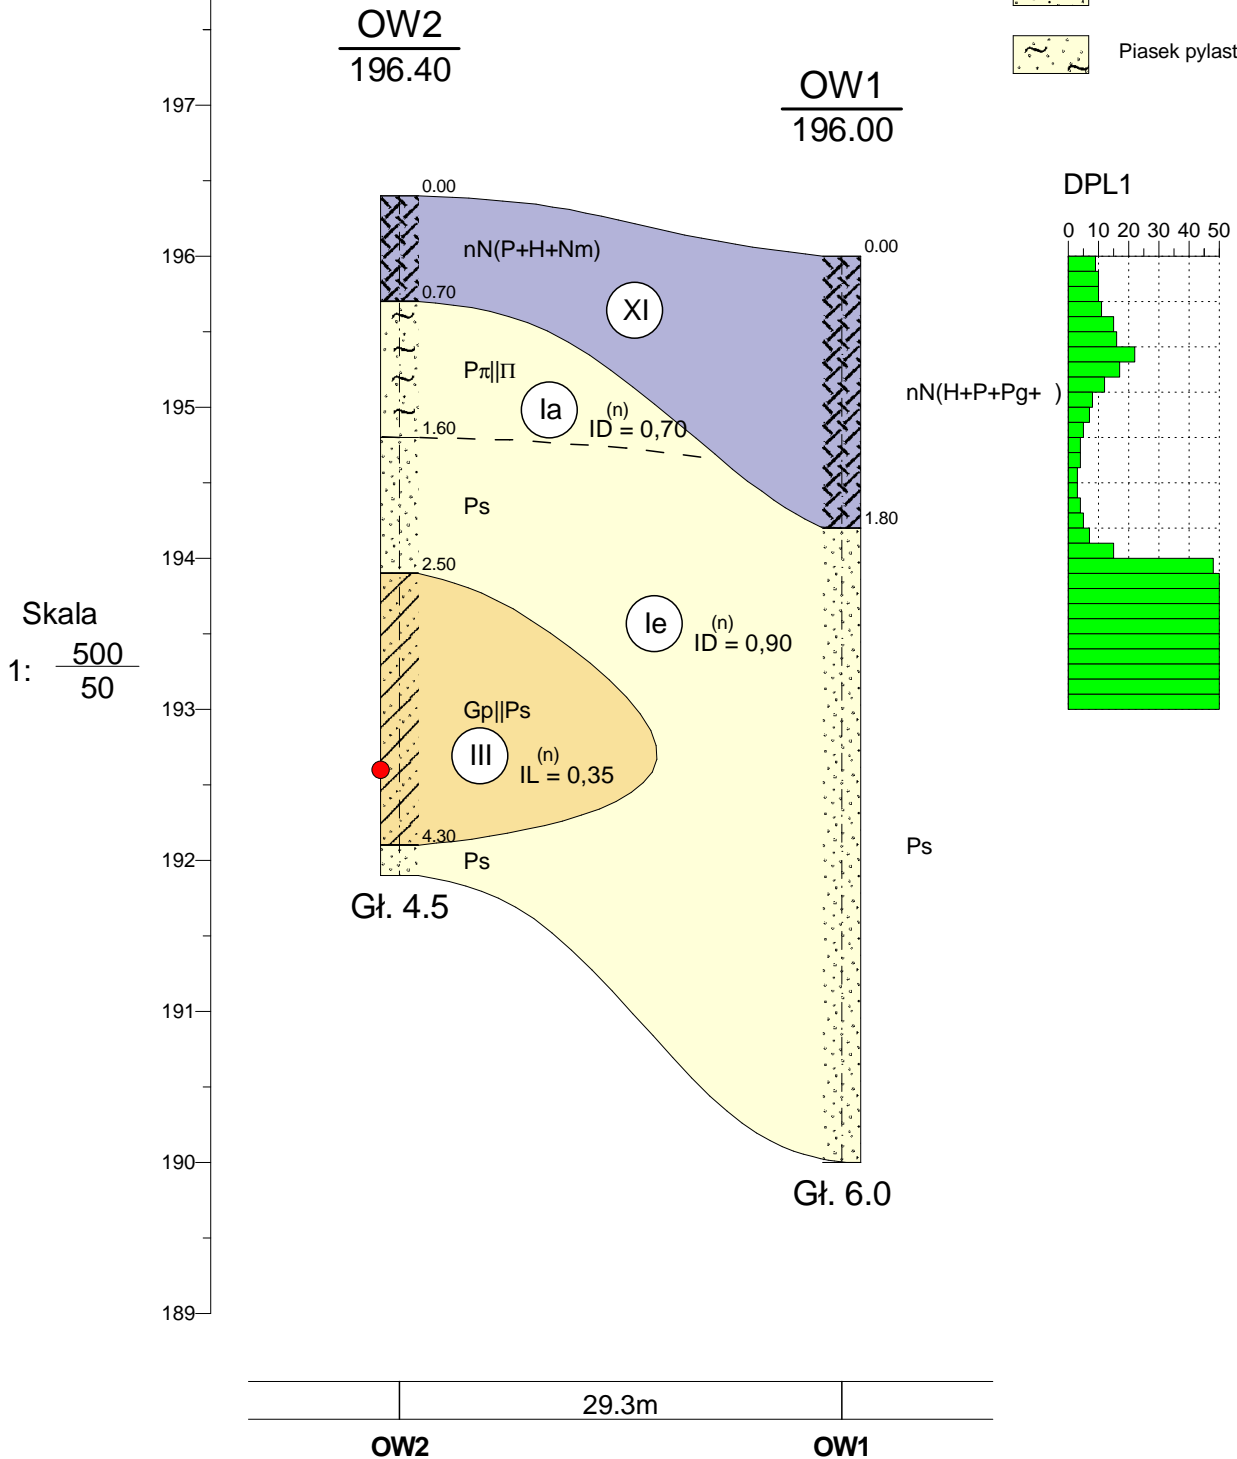 OW2
196.40
Piasek pylast
OW1
196.00
197
DPL1
0 10 20 30 40 50
0.00
nN(P+H+Nm)
0.00
196
0.70
XI
Pπ||Π
Ia
ID(n) = 0,70
nN(H+P+Pg+ )
195
1.60
Ps
1.80
194
2.50
Ie
ID(n) = 0,90
Skala
1: 500
50
193
Gp||Ps
III
IL(n) = 0,35
4.30
192
Ps
Ps
Gł. 4.5
191
190
Gł. 6.0
189
29.3m
OW2 OW1